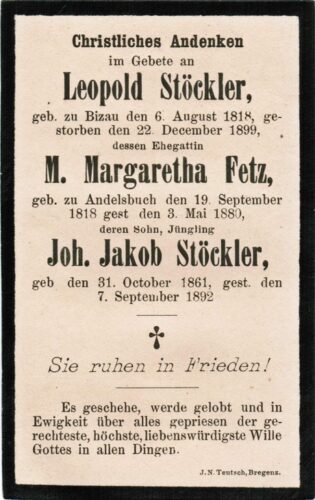 Christliches Andenken
im Gebete an
Leopold Stöckler,
geb. zu Bizau den 6. August 1818, ge-
storben den 22. December 1899,
dessen Ehegattin
M. Margaretha Fetz,
geb. zu Andelsbuch den 19. September
1818 gest den 3. Mai 1880,
deren Sohn, Jüngling
Joh. Jakob Stöckler,
geb den 31. October 1861, gest. den
7. September 1892
Sie ruhen in Frieden!
Es geschehe, werde gelobt und in
Ewigkeit über alles gepriesen der ge-
rechteste, höchste, liebenswürdigste Wille
Gottes in allen Dingen.
J. N. Teutsch, Bregenz.